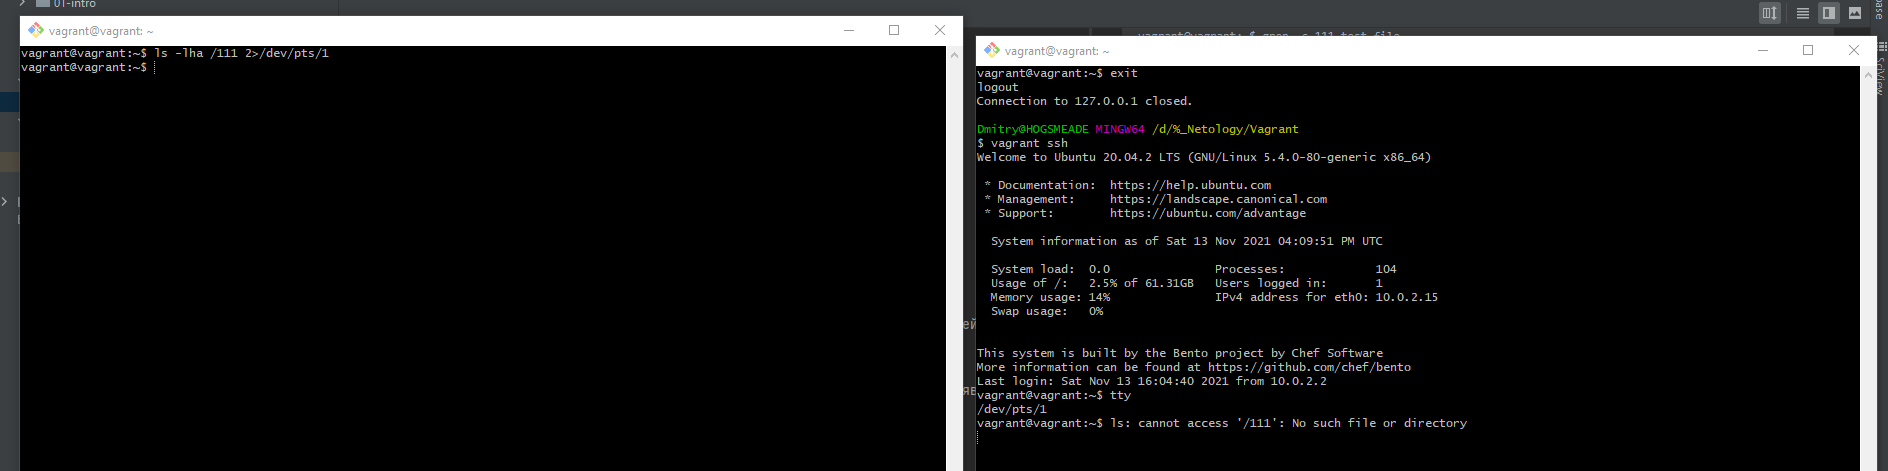 01-intro
vagrant@vagrant: ~
vagrant@vagrant:~$ ls -lha /111 2>/dev/pts/1
vagrant@vagrant:~$
ей
яв
vagrant@vagrant: ~
vagrant@vagrant:~$ exit
logout
Connection to 127.0.0.1 closed.
Dmitry@HOGSMEADE MINGW64 /d/%_Netology/Vagrant
$ vagrant ssh
Welcome to Ubuntu 20.04.2 LTS (GNU/Linux 5.4.0-80-generic x86_64)
* Documentation:  https://help.ubuntu.com
* Management:     https://landscape.canonical.com
* Support:        https://ubuntu.com/advantage
System information as of Sat 13 Nov 2021 04:09:51 PM UTC
System load:  0.0               Processes:             104
Usage of /:   2.5% of 61.31GB   Users logged in:       1
Memory usage: 14%               IPv4 address for eth0: 10.0.2.15
Swap usage:   0%
This system is built by the Bento project by Chef Software
More information can be found at https://github.com/chef/bento
Last login: Sat Nov 13 16:04:40 2021 from 10.0.2.2
vagrant@vagrant:~$ tty
/dev/pts/1
vagrant@vagrant:~$ ls: cannot access '/111': No such file or directory
SciView